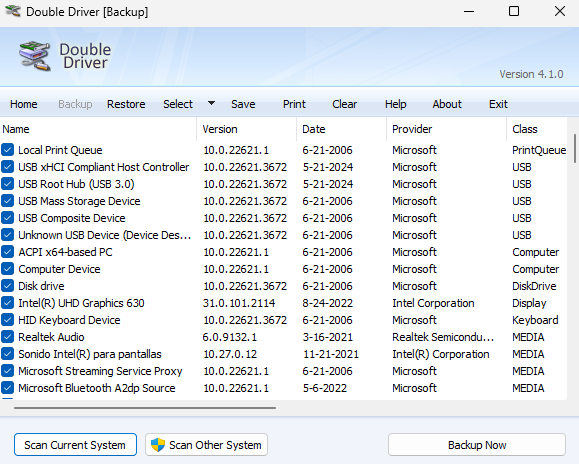 Double Driver [Backup]
Double
Driver
Version 4.1.0
Home Backup Restore Select Save Print Clear Help About Exit
Name Version Date Provider Class
Local Print Queue 10.0.22621.1 6-21-2006 Microsoft PrintQueue
USB xHCI Compliant Host Controller 10.0.22621.3672 5-21-2024 Microsoft USB
USB Root Hub (USB 3.0) 10.0.22621.3672 5-21-2024 Microsoft USB
USB Mass Storage Device 10.0.22621.3672 6-21-2006 Microsoft USB
USB Composite Device 10.0.22621.3672 6-21-2006 Microsoft USB
Unknown USB Device (Device Des... 10.0.22621.3672 6-21-2006 Microsoft USB
ACPI x64-based PC 10.0.22621.1 6-21-2006 Microsoft Computer
Computer Device 10.0.22621.1 6-21-2006 Microsoft Computer
Disk drive 10.0.22621.3672 6-21-2006 Microsoft DiskDrive
Intel(R) UHD Graphics 630 31.0.101.2114 8-24-2022 Intel Corporation Display
HID Keyboard Device 10.0.22621.3672 6-21-2006 Microsoft Keyboard
Realtek Audio 6.0.9132.1 3-16-2021 Realtek Semicondu... MEDIA
Sonido Intel(R) para pantallas 10.27.0.12 11-21-2021 Intel(R) Corporation MEDIA
Microsoft Streaming Service Proxy 10.0.22621.1 6-21-2006 Microsoft MEDIA
Microsoft Bluetooth A2dp Source 10.0.22621.1 5-6-2022 Microsoft MEDIA
Scan Current System Scan Other System Backup Now